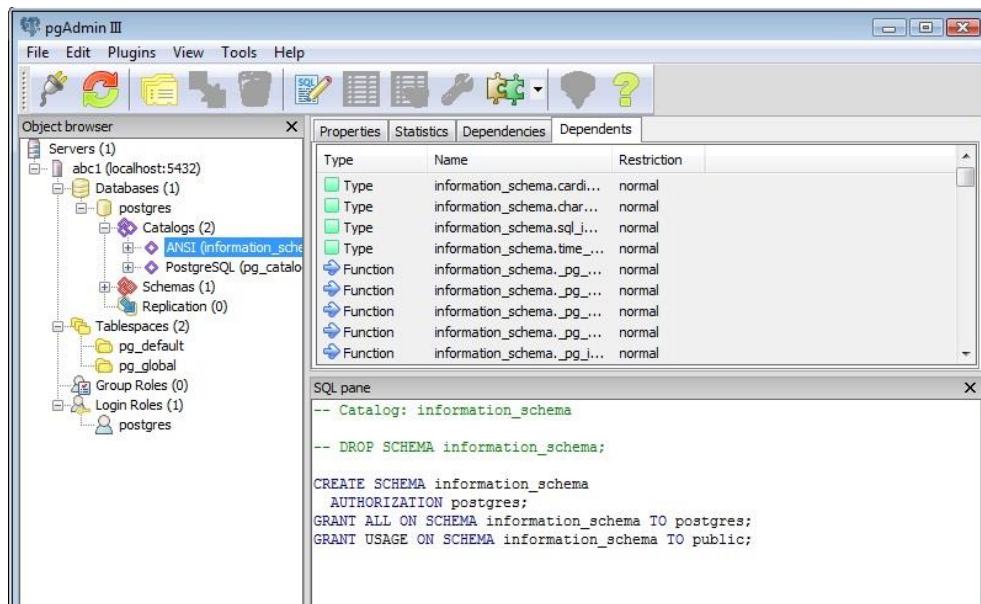 pgAdmin III
File Edit Plugins View Tools Help
SQL
Object browser
Servers (1)
abc1 (localhost:5432)
Databases (1)
postgres
Catalogs (2)
ANSI (information_sche
PostgreSQL (pg_catalo
Schemas (1)
Replication (0)
Tablespaces (2)
pg_default
pg_global
Group Roles (0)
Login Roles (1)
postgres
Properties Statistics Dependencies Dependents
Type Name Restriction
Type information_schema.cardi... normal
Type information_schema.char... normal
Type information_schema.sql_i... normal
Type information_schema.time_... normal
Function information_schema._pg_... normal
Function information_schema._pg_... normal
Function information_schema._pg_... normal
Function information_schema._pg_... normal
Function information_schema._pg_i... normal
SQL pane
-- Catalog: information_schema
-- DROP SCHEMA information_schema;
CREATE SCHEMA information_schema
AUTHORIZATION postgres;
GRANT ALL ON SCHEMA information_schema TO postgres;
GRANT USAGE ON SCHEMA information_schema TO public;